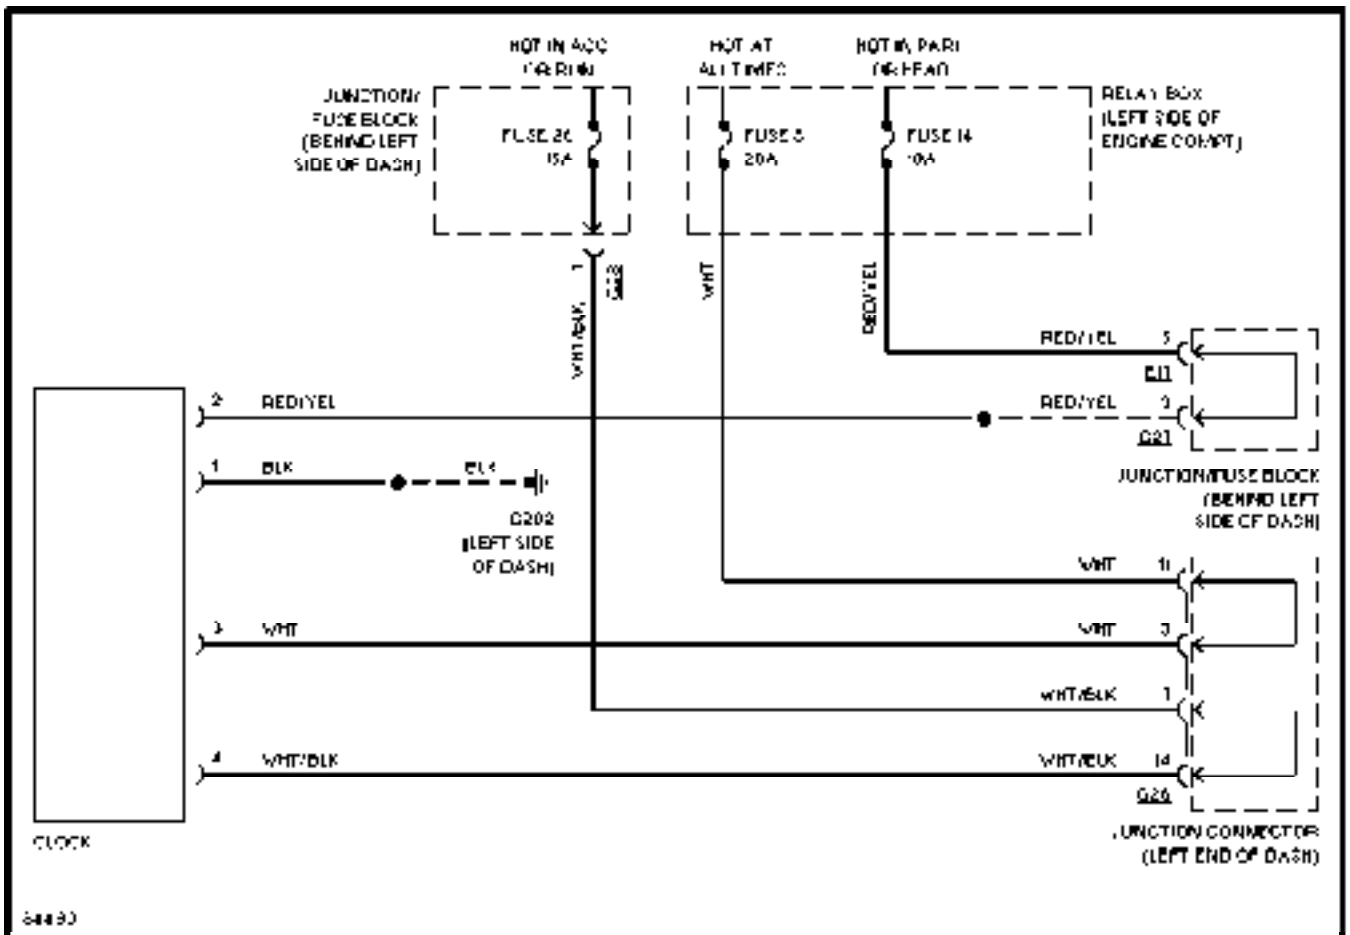 HOT IN ACC
OR RUN
HOT AT
ALL TIMES
HOT IN PARK
OR HEAD
JUNCTION/
FUSE BLOCK
(BEHIND LEFT
SIDE OF DASH)
FUSE
15A
FUSE
20A
FUSE 14
10A
RELAY BOX
(LEFT SIDE OF
ENGINE COMPT)
1
WHT/BLK
WHT
RED/YEL
RED/YEL
RED/YEL
JUNCTION/FUSE BLOCK
(BEHIND LEFT
SIDE OF DASH)
2 RED/YEL
1 BLK BLK
G202
(LEFT SIDE
OF DASH)
WHT
3 WHT WHT 3
WHT/BLK
4 WHT/BLK WHT/BLK 14
JUNCTION CONNECTOR
(LEFT END OF DASH)
CLOCK